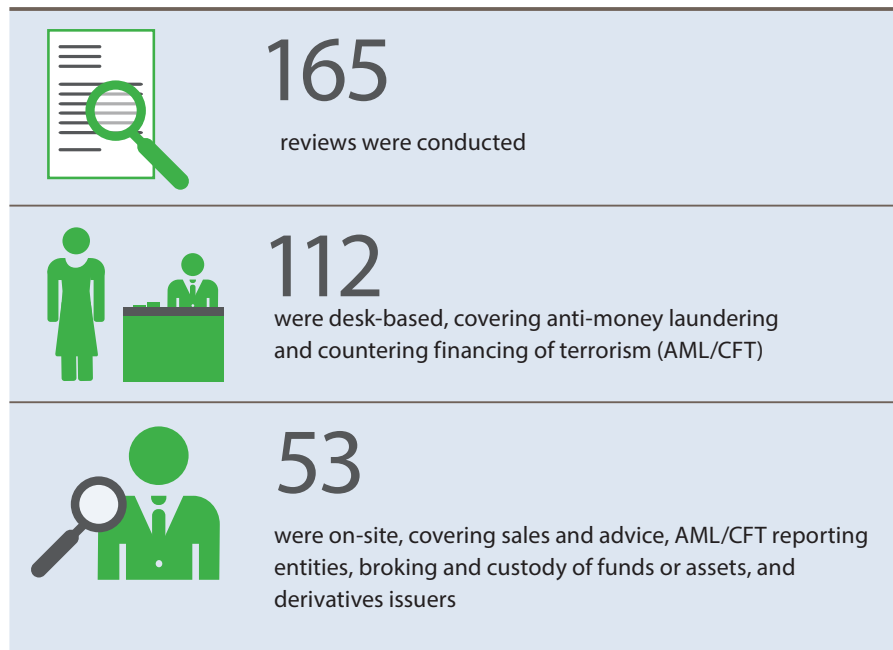 165
reviews were conducted
112
were desk-based, covering anti-money laundering
and countering financing of terrorism (AML/CFT)
53
were on-site, covering sales and advice, AML/CFT reporting
entities, broking and custody of funds or assets, and
derivatives issuers